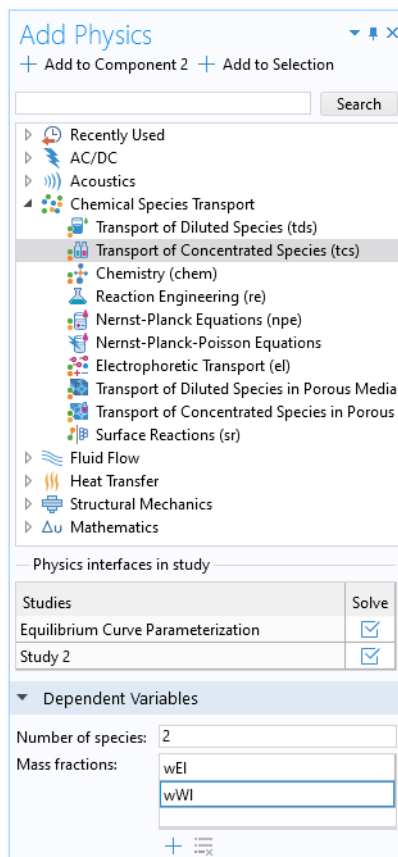 Add Physics
+ Add to Component 2 + Add to Selection
Search
Recently Used
AC/DC
Acoustics
Chemical Species Transport
Transport of Diluted Species (tds)
Transport of Concentrated Species (tcs)
Chemistry (chem)
Reaction Engineering (re)
Nernst-Planck Equations (npe)
Nernst-Planck-Poisson Equations
Electrophoretic Transport (el)
Transport of Diluted Species in Porous Media
Transport of Concentrated Species in Porous
Surface Reactions (sr)
Fluid Flow
Heat Transfer
Structural Mechanics
Δu Mathematics
Physics interfaces in study
Studies Solve
Equilibrium Curve Parameterization
Study 2
Dependent Variables
Number of species: 2
Mass fractions: wEl
wWl